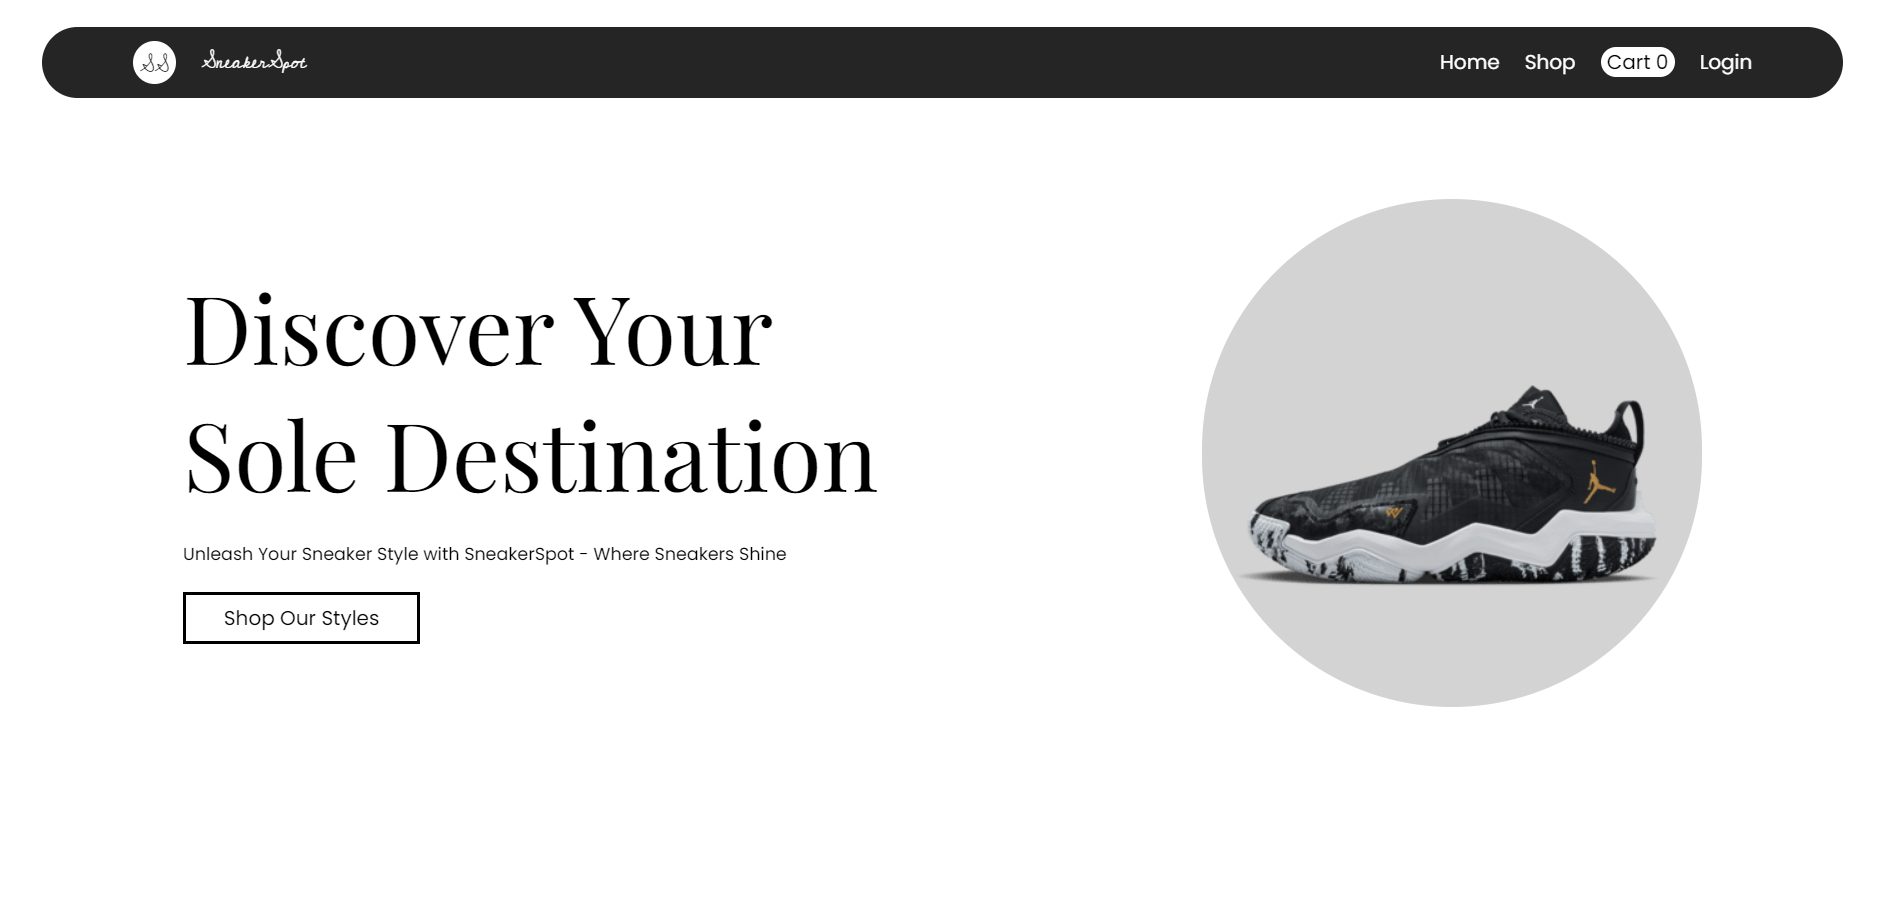 SS SneakerSpot Home Shop Cart 0 Login
Discover Your
Sole Destination
Unleash Your Sneaker Style with SneakerSpot - Where Sneakers Shine
Shop Our Styles